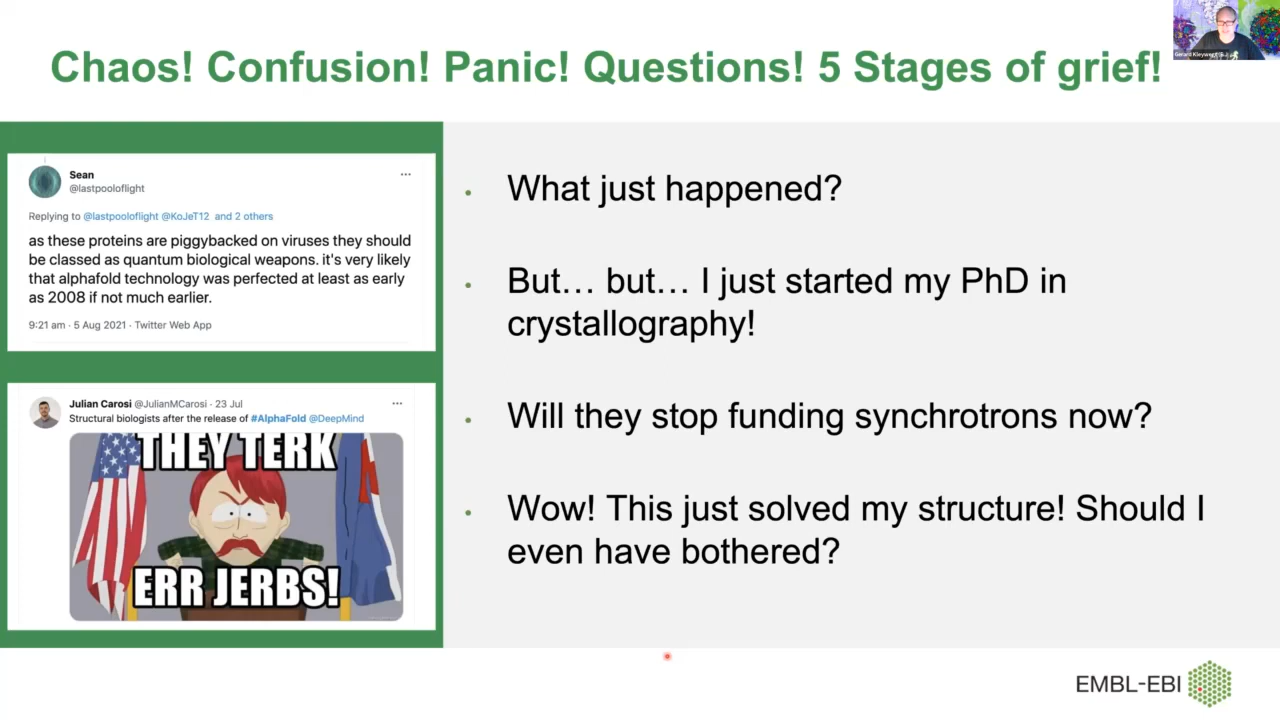 Chaos! Confusion! Panic! Questions! 5 Stages of grief!
Gerard Kleywegt
Sean
@lastpooloflight
Replying to @lastpooloflight @KoJeT12 and 2 others
as these proteins are piggybacked on viruses they should
be classed as quantum biological weapons. it's very likely
that alphafold technology was perfected at least as early
as 2008 if not much earlier.
9:21 am · 5 Aug 2021 · Twitter Web App
Julian Carosi @JulianMCarosi · 23 Jul
Structural biologists after the release of #AlphaFold @DeepMind
THEY TERK
ERR JERBS!
• What just happened?
• But… but… I just started my PhD in
crystallography!
• Will they stop funding synchrotrons now?
• Wow! This just solved my structure! Should I
even have bothered?
EMBL-EBI